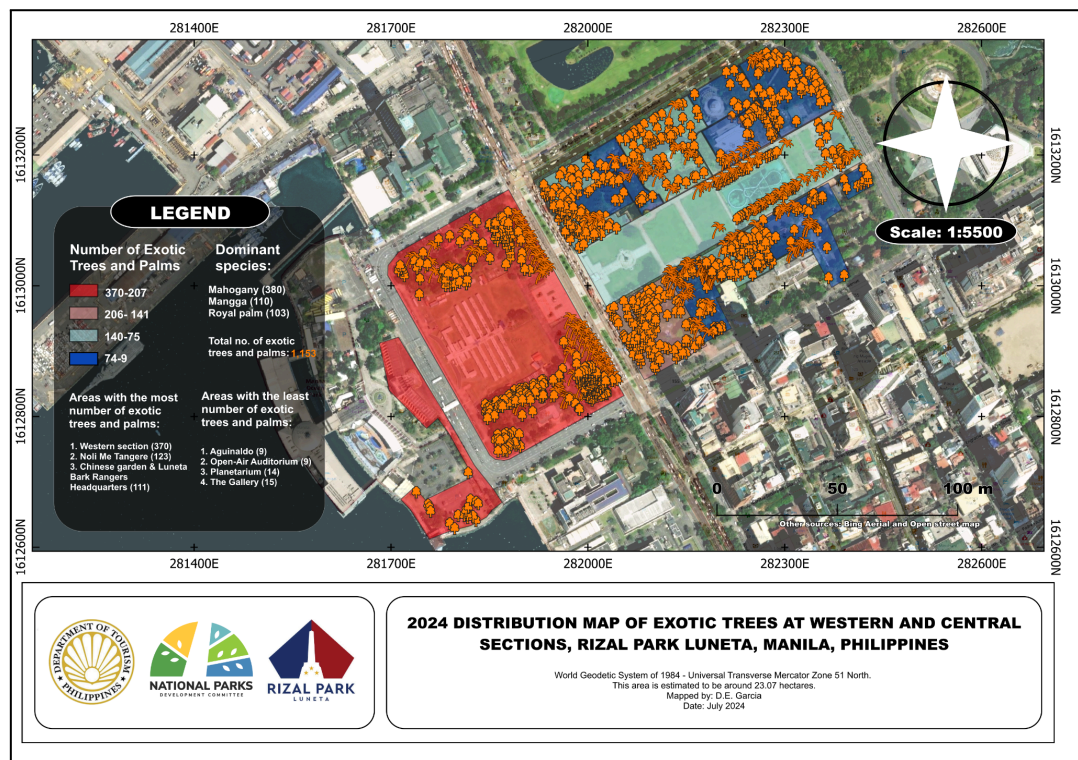 281400E 281700E 282000E 282300E 282600E
1613200N
1613000N
1612800N
1612600N
1613200N
1613000N
1612800N
1612600N
LEGEND
Number of Exotic
Trees and Palms
370-207
206- 141
140-75
74-9
Dominant
species:
Mahogany (380)
Mangga (110)
Royal palm (103)
Total no. of exotic
trees and palms: 1,153
Areas with the most
number of exotic
trees and palms:
1. Western section (370)
2. Noli Me Tangere (123)
3. Chinese garden & Luneta
Bark Rangers
Headquarters (111)
Areas with the least
number of exotic
trees and palms:
1. Aguinaldo (9)
2. Open-Air Auditorium (9)
3. Planetarium (14)
4. The Gallery (15)
Scale: 1:5500
0 50 100 m
Other sources: Bing Aerial and Open street map
281400E 281700E 282000E 282300E 282600E
DEPARTMENT OF TOURISM
PHILIPPINES
NATIONAL PARKS
DEVELOPMENT COMMITTEE
RIZAL PARK
LUNETA
2024 DISTRIBUTION MAP OF EXOTIC TREES AT WESTERN AND CENTRAL
SECTIONS, RIZAL PARK LUNETA, MANILA, PHILIPPINES
World Geodetic System of 1984 - Universal Transverse Mercator Zone 51 North.
This area is estimated to be around 23.07 hectares.
Mapped by: D.E. Garcia
Date: July 2024